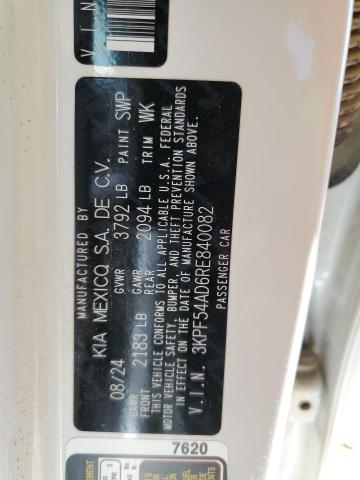 V.I.N
MANUFACTURED BY
KIA MEXICO, S.A. DE C.V.
08/24 GVWR 3792 LB PAINT SWP
GAWR FRONT 2183 LB GAWR REAR 2094 LB TRIM WK
THIS VEHICLE CONFORMS TO ALL APPLICABLE U.S.A. FEDERAL
MOTOR VEHICLE SAFETY, BUMPER, AND THEFT PREVENTION STANDARDS
IN EFFECT ON THE DATE OF MANUFACTURE SHOWN ABOVE.
V.I.N. 3KPF54AD6RE840082
PASSENGER CAR
7620